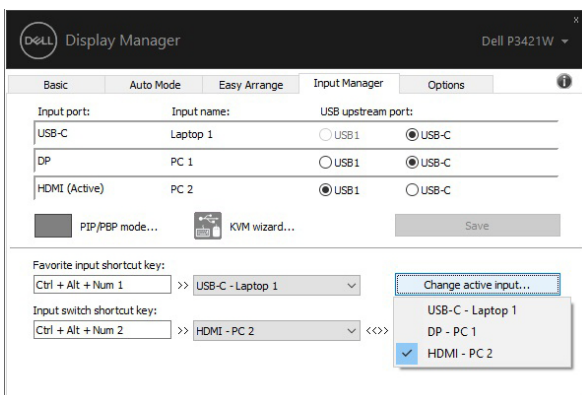 DELL Display Manager Dell P3421W
x
Basic Auto Mode Easy Arrange Input Manager Options i
Input port: Input name: USB upstream port:
USB-C Laptop 1 USB1 USB-C
DP PC 1 USB1 USB-C
HDMI (Active) PC 2 USB1 USB-C
PIP/PBP mode... KVM wizard... Save
Favorite input shortcut key:
Ctrl + Alt + Num 1 >> USB-C - Laptop 1 Change active input...
USB-C - Laptop 1
Input switch shortcut key:
DP - PC 1
Ctrl + Alt + Num 2 >> HDMI - PC 2 <<>>
HDMI - PC 2